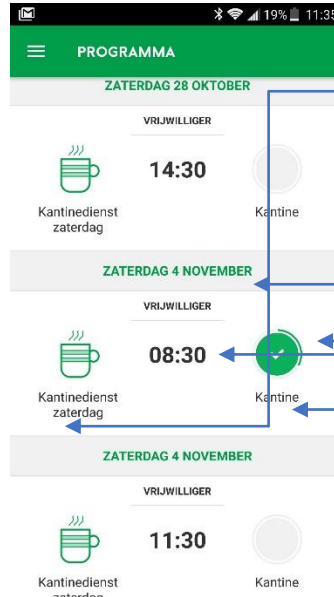 19% 11:35
PROGRAMMA
ZATERDAG 28 OKTOBER
VRIJWILLIGER
14:30
Kantinedienst zaterdag
Kantine
ZATERDAG 4 NOVEMBER
VRIJWILLIGER
08:30
Kantinedienst zaterdag
Kantine
ZATERDAG 4 NOVEMBER
VRIJWILLIGER
11:30
Kantinedienst zaterdag
Kantine